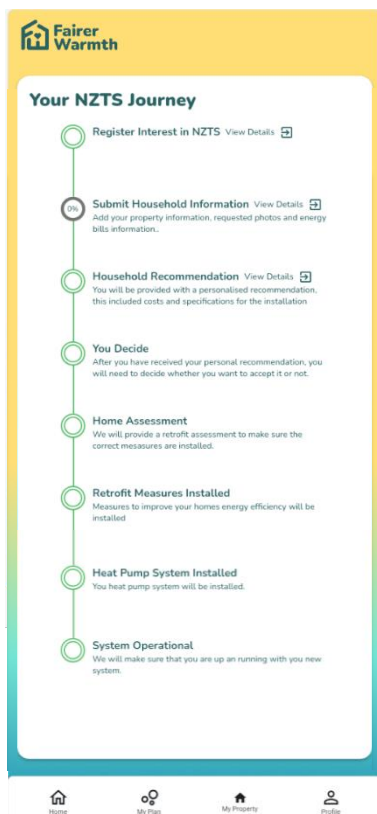 Fairer
Warmth
Your NZTS Journey
Register Interest in NZTS View Details
0%
Submit Household Information View Details
Add your property information, requested photos and energy
bills information..
Household Recommendation View Details
You will be provided with a personalised recommendation,
this included costs and specifications for the installation
You Decide
After you have received your personal recommendation, you
will need to decide whether you want to accept it or not.
Home Assessment
We will provide a retrofit assessment to make sure the
correct mesasures are installed.
Retrofit Measures Installed
Measures to improve your homes energy efficiency will be
installed
Heat Pump System Installed
You heat pump system will be installed.
System Operational
We will make sure that you are up an running with you new
system.
Home
My Plan
My Property
Profile